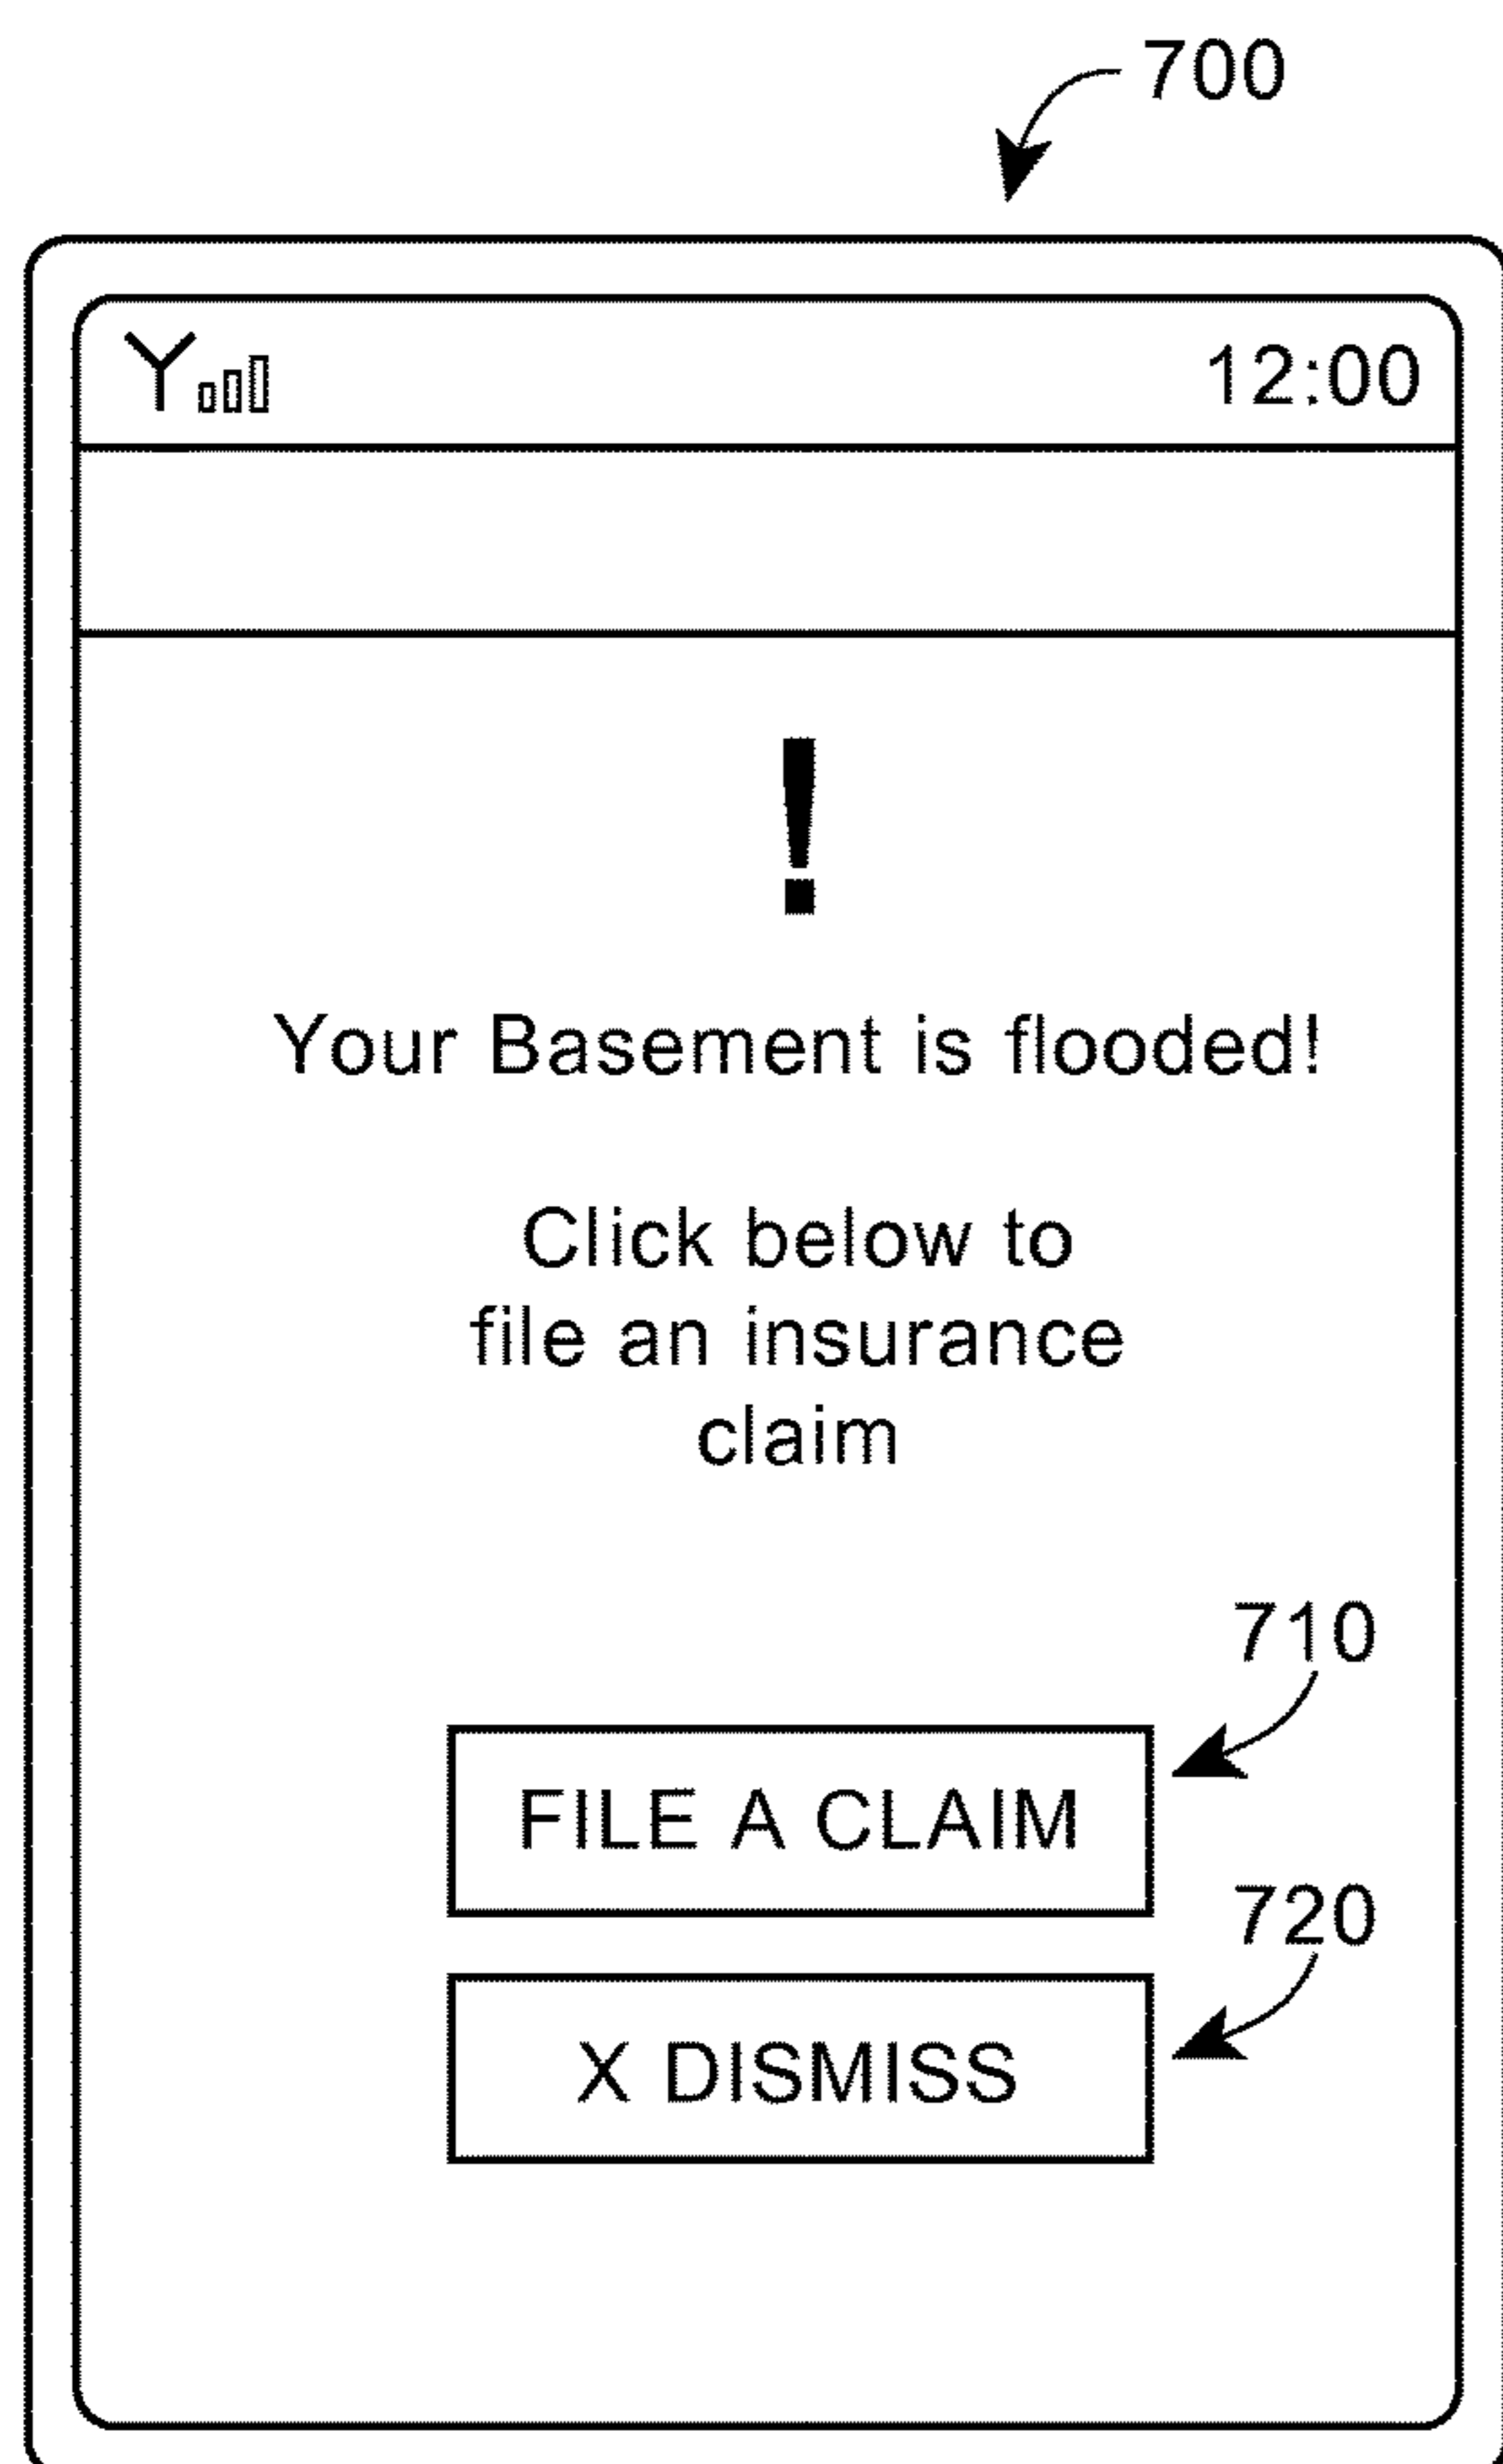 700
12:00
!
Your Basement is flooded!
Click below to
file an insurance
claim
710
FILE A CLAIM
720
X DISMISS